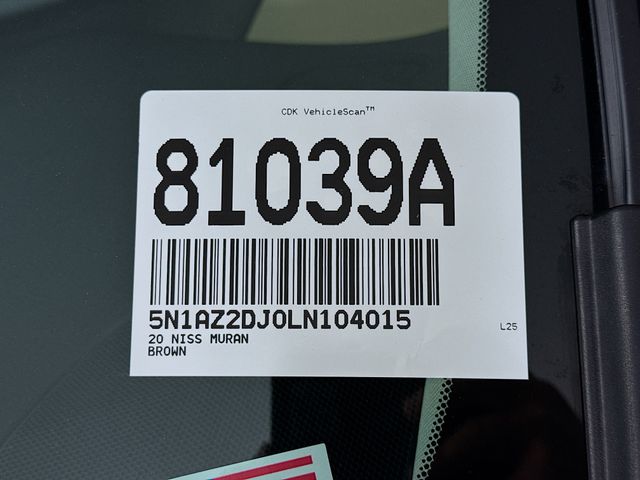 CDK VehicleScan™
81039A
5N1AZ2DJ0LN104015
L25
20 NISS MURAN
BROWN